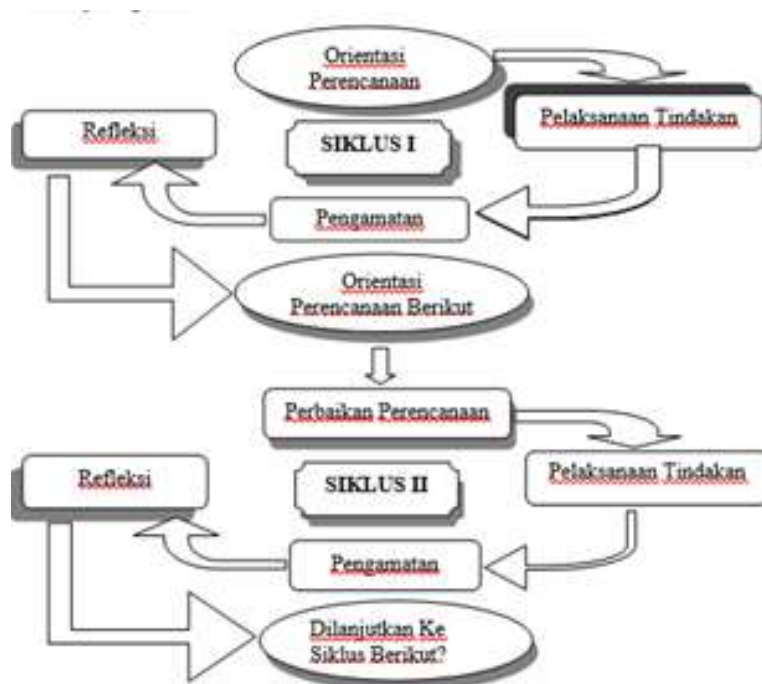 Orientasi
Perencanaan
Pelaksanaan Tindakan
Refleksi
SIKLUS I
Pengamatan
Orientasi
Perencanaan Berikut
Perbaikan Perencanaan
Pelaksanaan Tindakan
Refleksi
SIKLUS II
Pengamatan
Dilanjutkan Ke
Siklus Berikut?